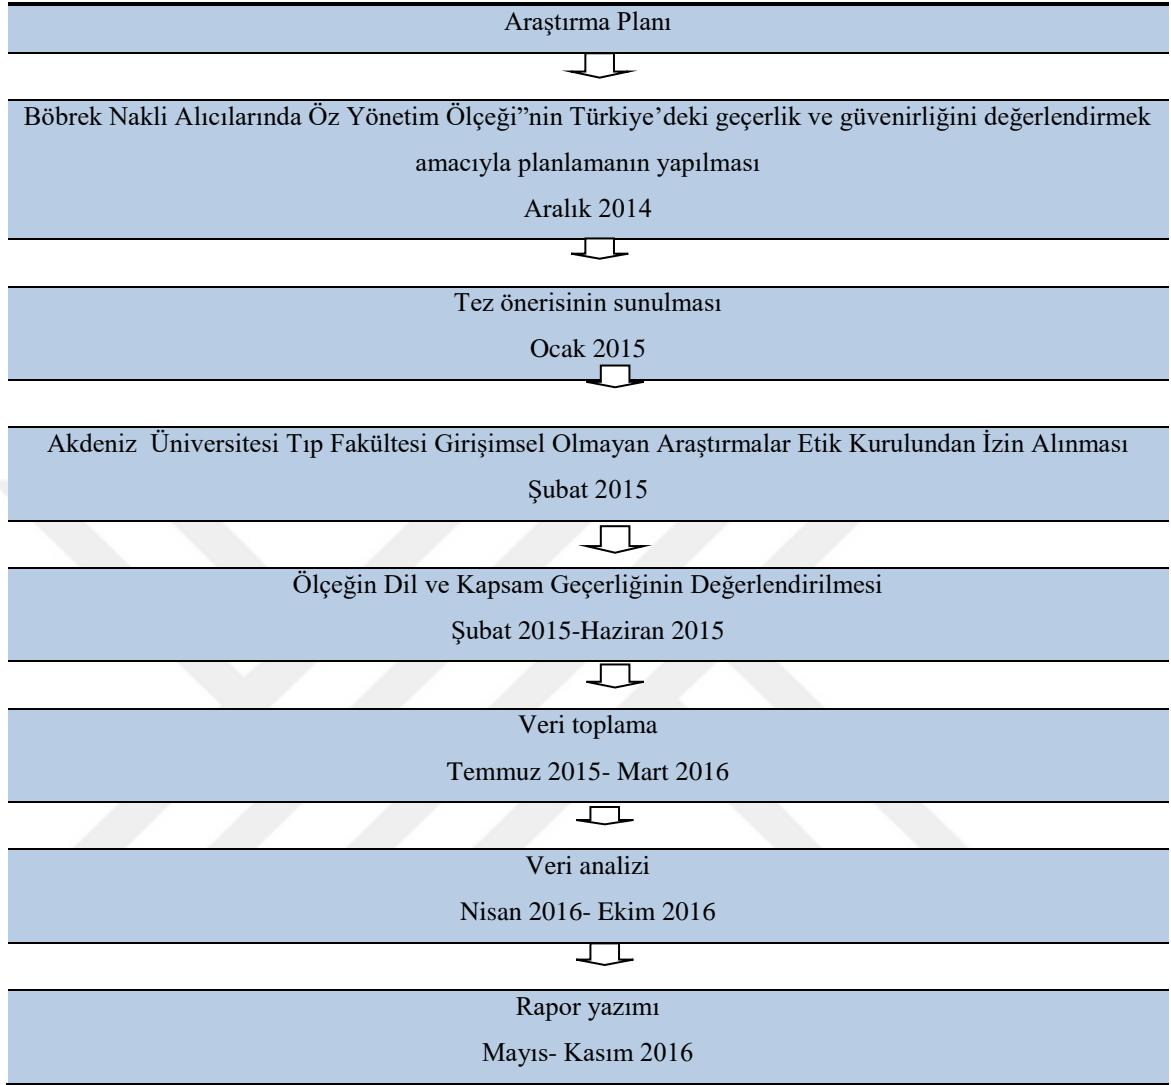 Araştırma Planı
Böbrek Nakli Alıcılarında Öz Yönetim Ölçeği”nin Türkiye’deki geçerlik ve güvenirliğini değerlendirmek
amacıyla planlamanın yapılması
Aralık 2014
Tez önerisinin sunulması
Ocak 2015
Akdeniz Üniversitesi Tıp Fakültesi Girişimsel Olmayan Araştırmalar Etik Kurulundan İzin Alınması
Şubat 2015
Ölçeğin Dil ve Kapsam Geçerliğinin Değerlendirilmesi
Şubat 2015-Haziran 2015
Veri toplama
Temmuz 2015- Mart 2016
Veri analizi
Nisan 2016- Ekim 2016
Rapor yazımı
Mayıs- Kasım 2016